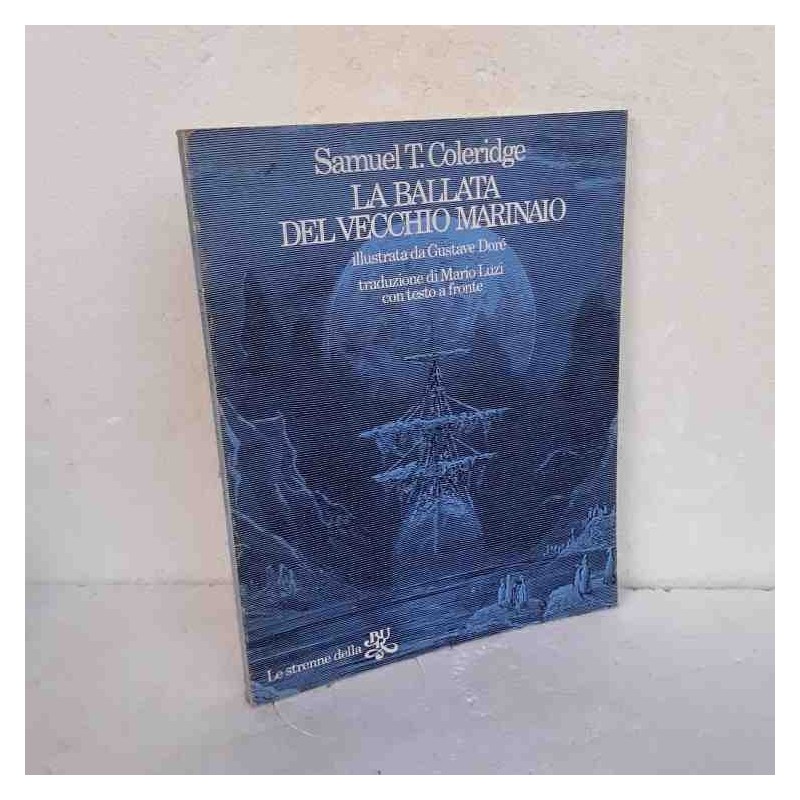 Samuel T. Coleridge
LA BALLATA
DEL VECCHIO MARINAIO
illustrata da Gustave Doré
traduzione di Mario Luzi
con testo a fronte
Le strenne della BUR